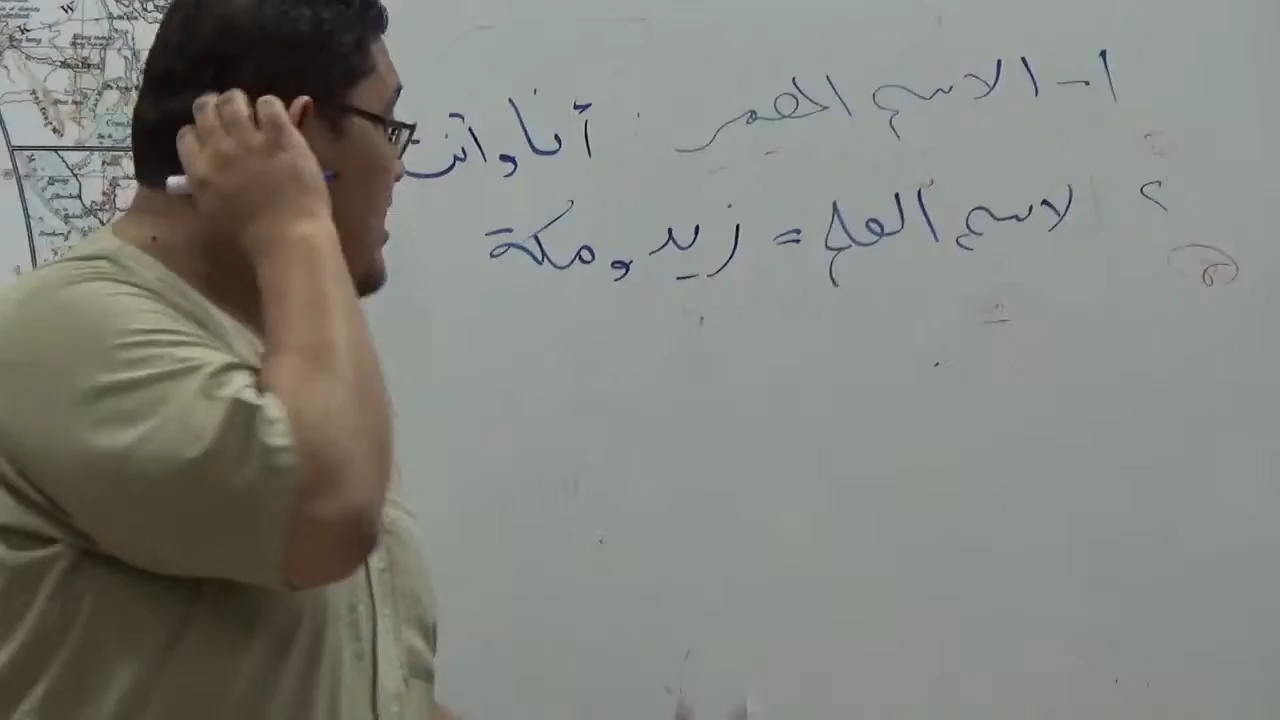 ١- الاسم المضمر : أنا وأنت
٢ الاسم العلم = زيد ومكة